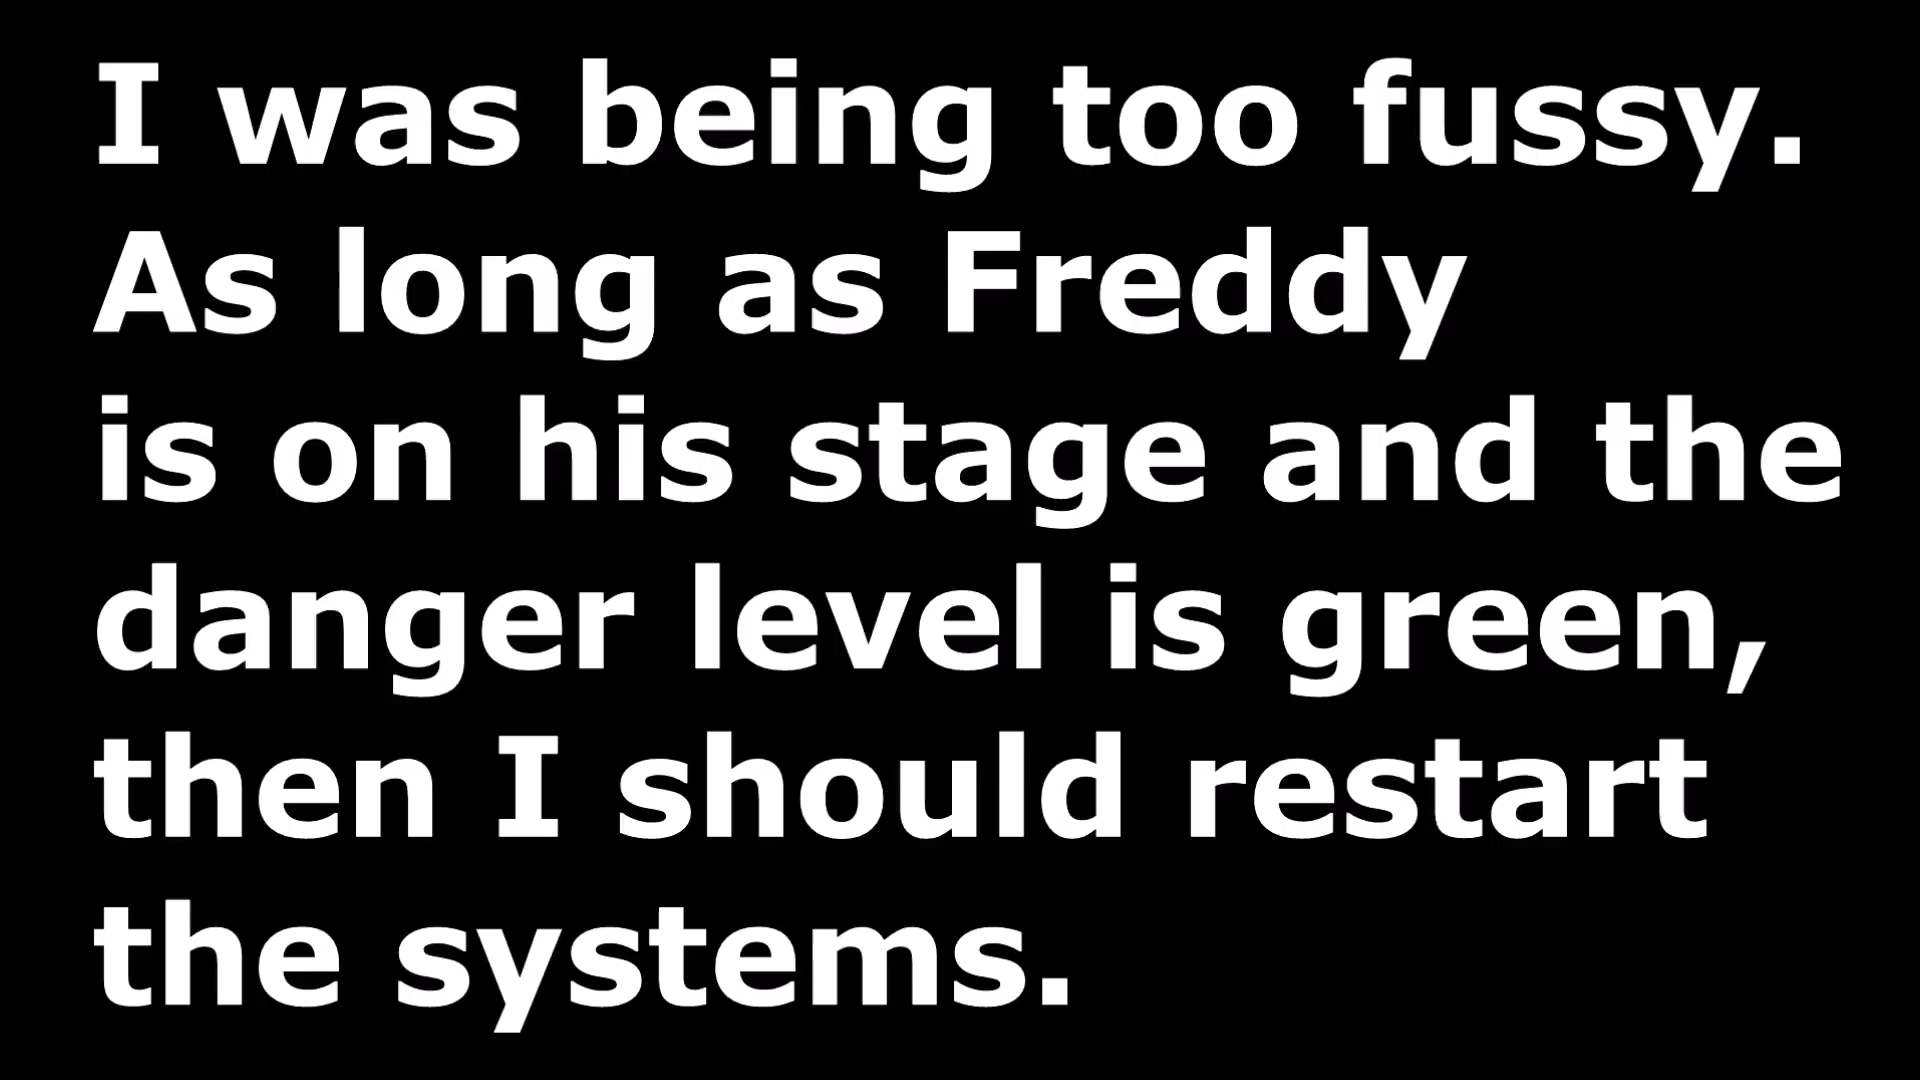 I was being too fussy.
As long as Freddy
is on his stage and the
danger level is green,
then I should restart
the systems.